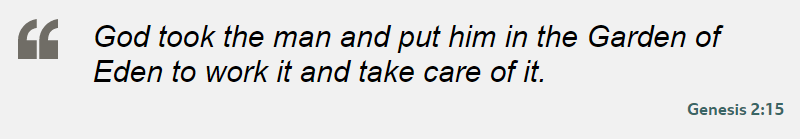 God took the man and put him in the Garden of
Eden to work it and take care of it.
Genesis 2:15